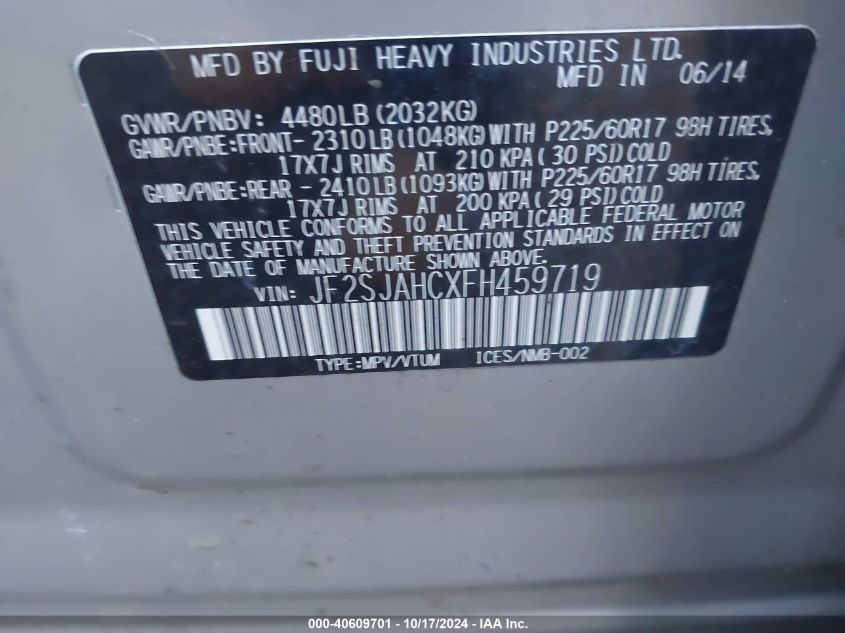 MFD BY FUJI HEAVY INDUSTRIES LTD.
MFD IN 06/14
GVWR/PNBV: 4480LB(2032KG)
GAWR/PNBE:FRONT- 2310LB(1048KG)WITH P225/60R17 98H TIRES,
17X7J RIMS AT 210 KPA( 30 PSI)COLD
GAWR/PNBE:REAR - 2410LB(1093KG)WITH P225/60R17 98H TIRES,
17X7J RIMS AT 200 KPA( 29 PSI)COLD
THIS VEHICLE CONFORMS TO ALL APPLICABLE FEDERAL MOTOR
VEHICLE SAFETY AND THEFT PREVENTION STANDARDS IN EFFECT ON
THE DATE OF MANUFACTURE SHOWN ABOVE.
VIN: JF2SJAHCXFH459719
TYPE:MPV/VTUM ICES/NMB-002
000-40609701 - 10/17/2024 - IAA Inc.